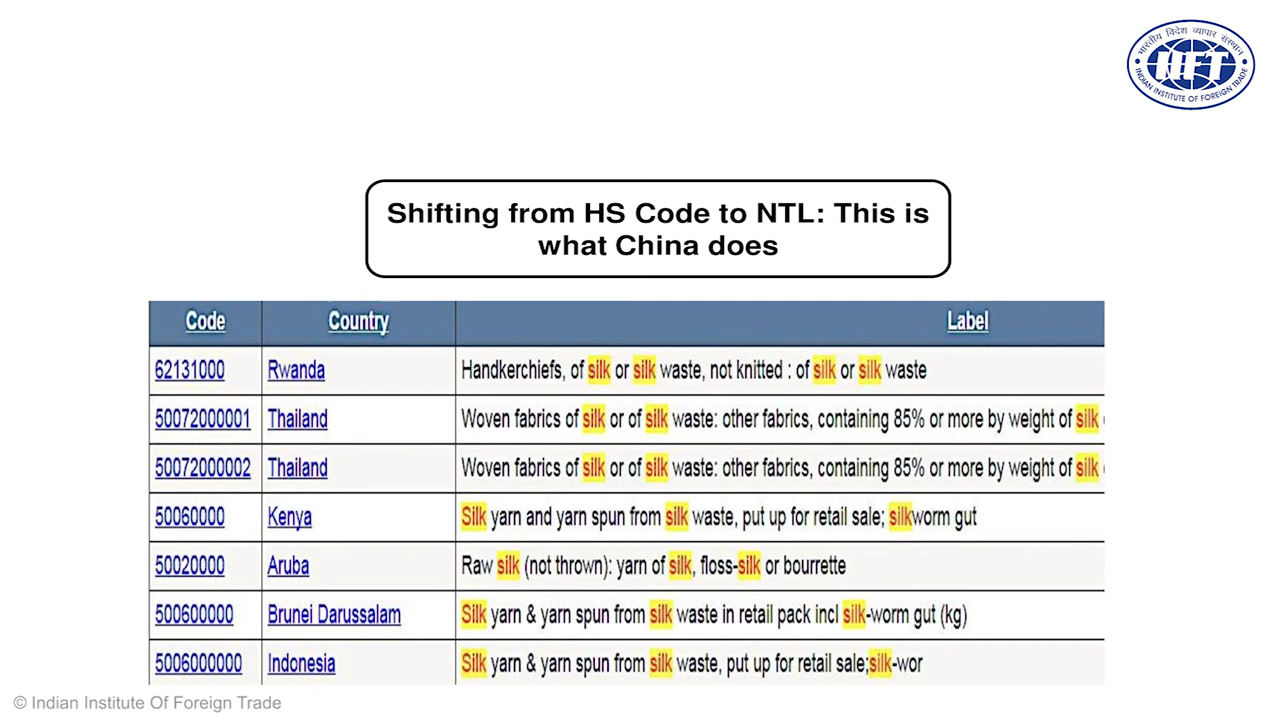 भारतीय विदेश व्यापार संस्थान
IIFT
INDIAN INSTITUTE OF FOREIGN TRADE
Shifting from HS Code to NTL: This is
what China does
Code Country Label
62131000 Rwanda Handkerchiefs, of silk or silk waste, not knitted : of silk or silk waste
50072000001 Thailand Woven fabrics of silk or of silk waste: other fabrics, containing 85% or more by weight of silk
50072000002 Thailand Woven fabrics of silk or of silk waste: other fabrics, containing 85% or more by weight of silk
50060000 Kenya Silk yarn and yarn spun from silk waste, put up for retail sale; silkworm gut
50020000 Aruba Raw silk (not thrown): yarn of silk, floss-silk or bourrette
500600000 Brunei Darussalam Silk yarn & yarn spun from silk waste in retail pack incl silk-worm gut (kg)
5006000000 Indonesia Silk yarn & yarn spun from silk waste, put up for retail sale;silk-wor
© Indian Institute Of Foreign Trade